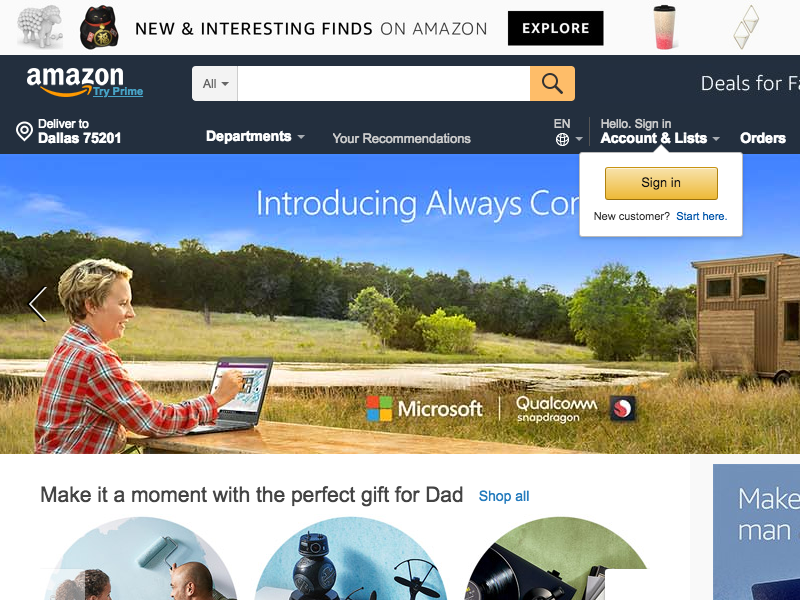 NEW & INTERESTING FINDS ON AMAZON EXPLORE
amazon
Try Prime
All
Deals for Fa
Deliver to
Dallas 75201
Departments
Your Recommendations
EN
Hello. Sign in
Account & Lists
Orders
Sign in
New customer? Start here.
Introducing Always Con
Microsoft
Qualcomm
snapdragon
Make it a moment with the perfect gift for Dad Shop all
Make
man